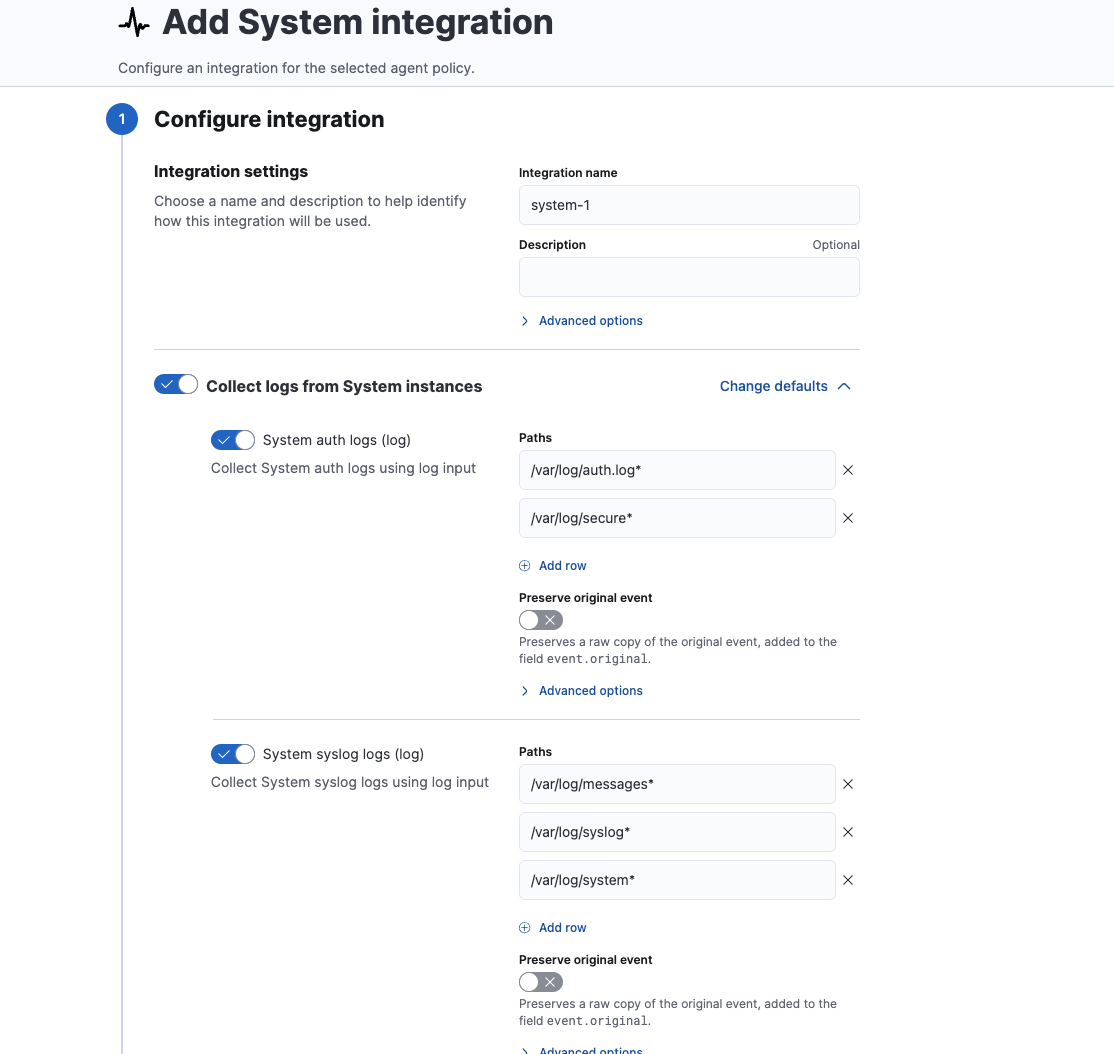 Add System integration
Configure an integration for the selected agent policy.
1 Configure integration
Integration settings
Choose a name and description to help identify
how this integration will be used.
Integration name
system-1
Description Optional
Advanced options
Collect logs from System instances Change defaults
System auth logs (log)
Collect System auth logs using log input
Paths
/var/log/auth.log*
/var/log/secure*
Add row
Preserve original event
Preserves a raw copy of the original event, added to the
field event.original.
Advanced options
System syslog logs (log)
Collect System syslog logs using log input
Paths
/var/log/messages*
/var/log/syslog*
/var/log/system*
Add row
Preserve original event
Preserves a raw copy of the original event, added to the
field event.original.
Advanced options